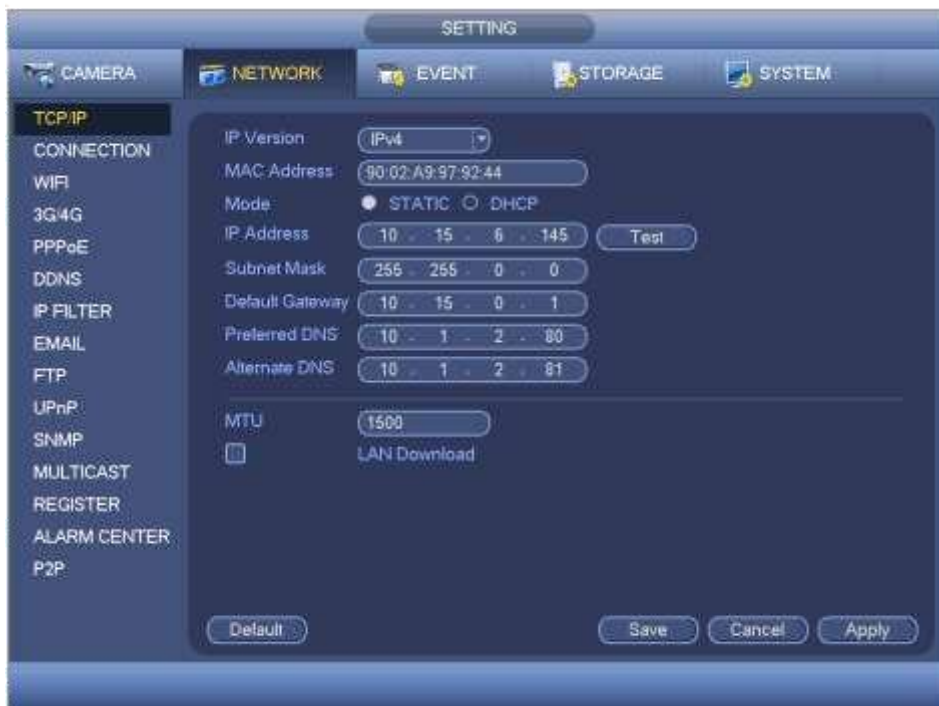 SETTING
CAMERA NETWORK EVENT STORAGE SYSTEM
TCP/IP
CONNECTION
WIFI
3G/4G
PPPoE
DDNS
IP FILTER
EMAIL
FTP
UPnP
SNMP
MULTICAST
REGISTER
ALARM CENTER
P2P
IP Version IPv4
MAC Address 90:02:A9:97:92:44
Mode STATIC DHCP
IP Address 10 . 15 . 6 . 145 Test
Subnet Mask 255 . 255 . 0 . 0
Default Gateway 10 . 15 . 0 . 1
Preferred DNS 10 . 1 . 2 . 80
Alternate DNS 10 . 1 . 2 . 81
MTU 1500
LAN Download
Default Save Cancel Apply